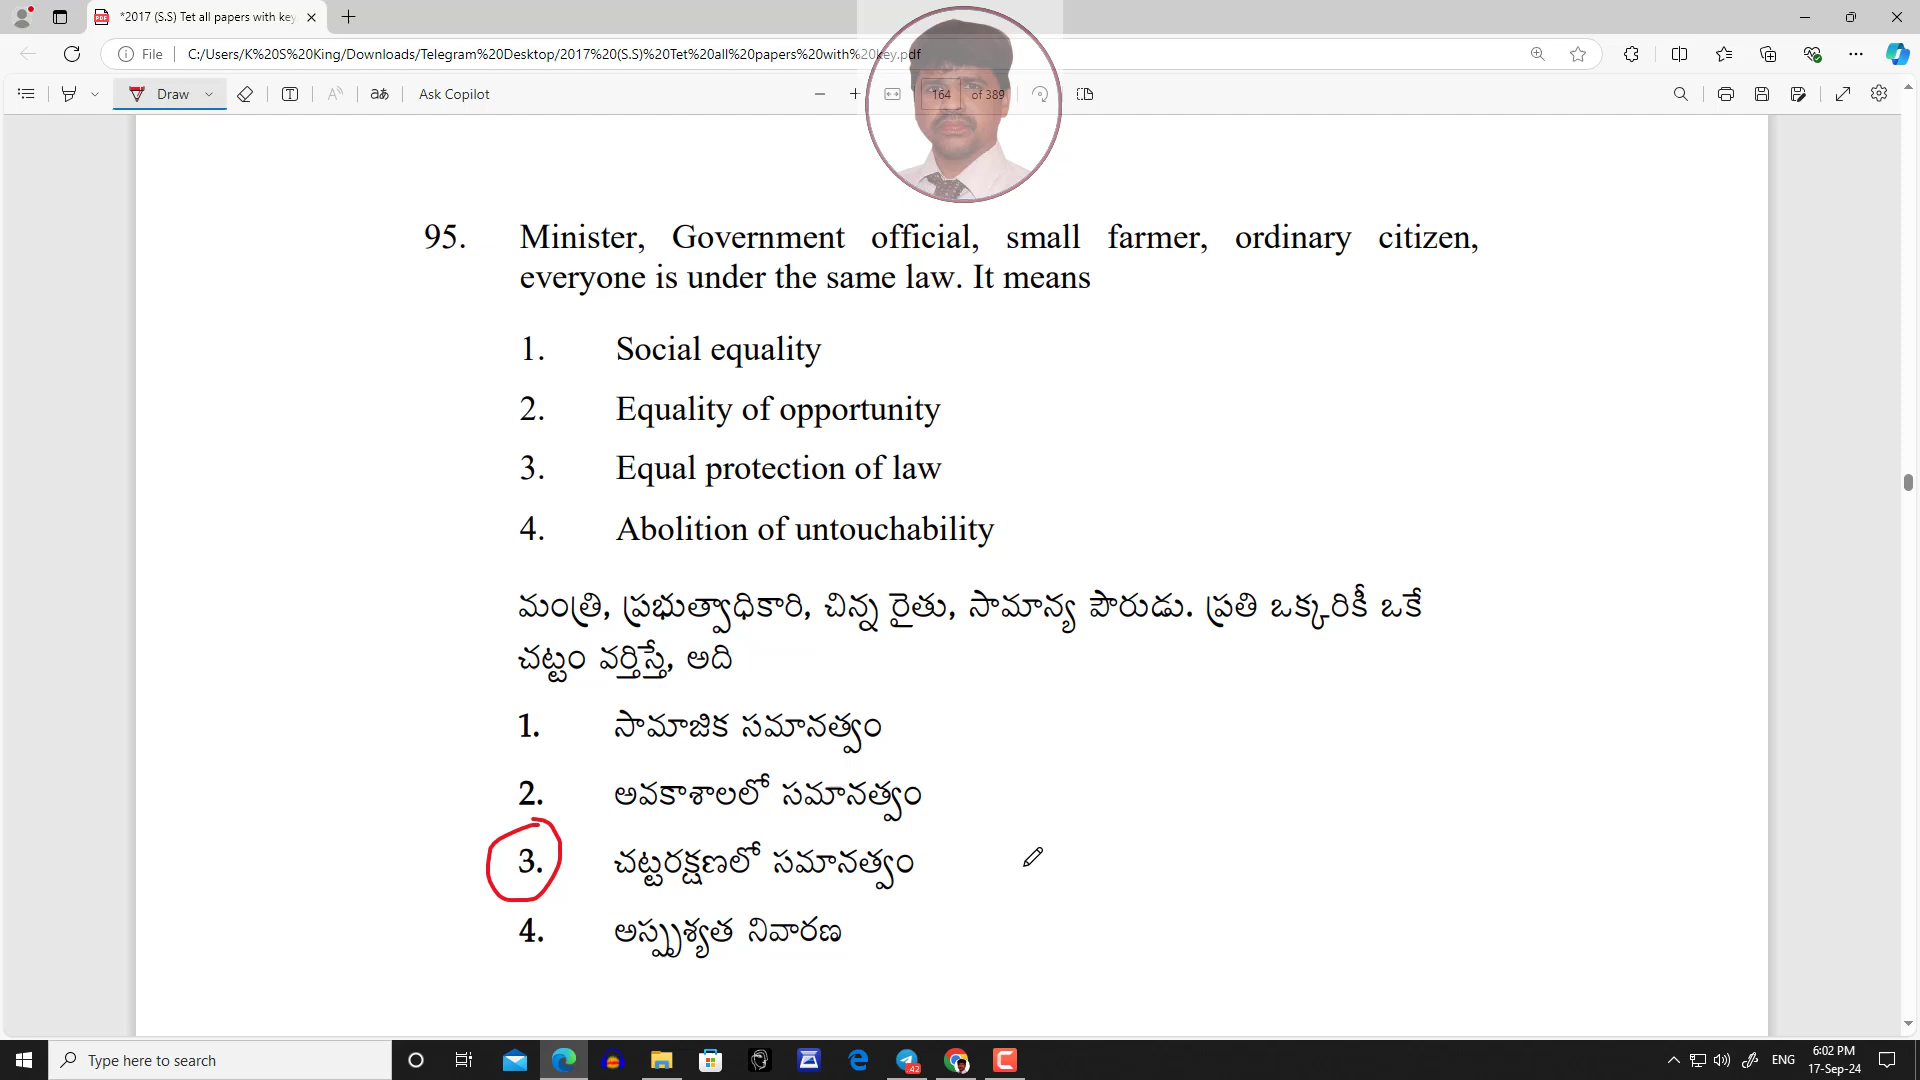 *2017 (S.S) Tet all papers with key
File
C:/Users/K%20S%20King/Downloads/Telegram%20Desktop/2017%20(S.S)%20Tet%20all%20papers%20with%20key.pdf
Draw
aあ
Ask Copilot
164
of 389
95. Minister, Government official, small farmer, ordinary citizen,
everyone is under the same law. It means
1. Social equality
2. Equality of opportunity
3. Equal protection of law
4. Abolition of untouchability
మంత్రి, ప్రభుత్వాధికారి, చిన్న రైతు, సామాన్య పౌరుడు. ప్రతి ఒక్కరికీ ఒకే
చట్టం వర్తిస్తే, అది
1. సామాజిక సమానత్వం
2. అవకాశాలలో సమానత్వం
3. చట్టరక్షణలో సమానత్వం
4. అస్పృశ్యత నివారణ
Type here to search
42
ENG
6:02 PM
17-Sep-24